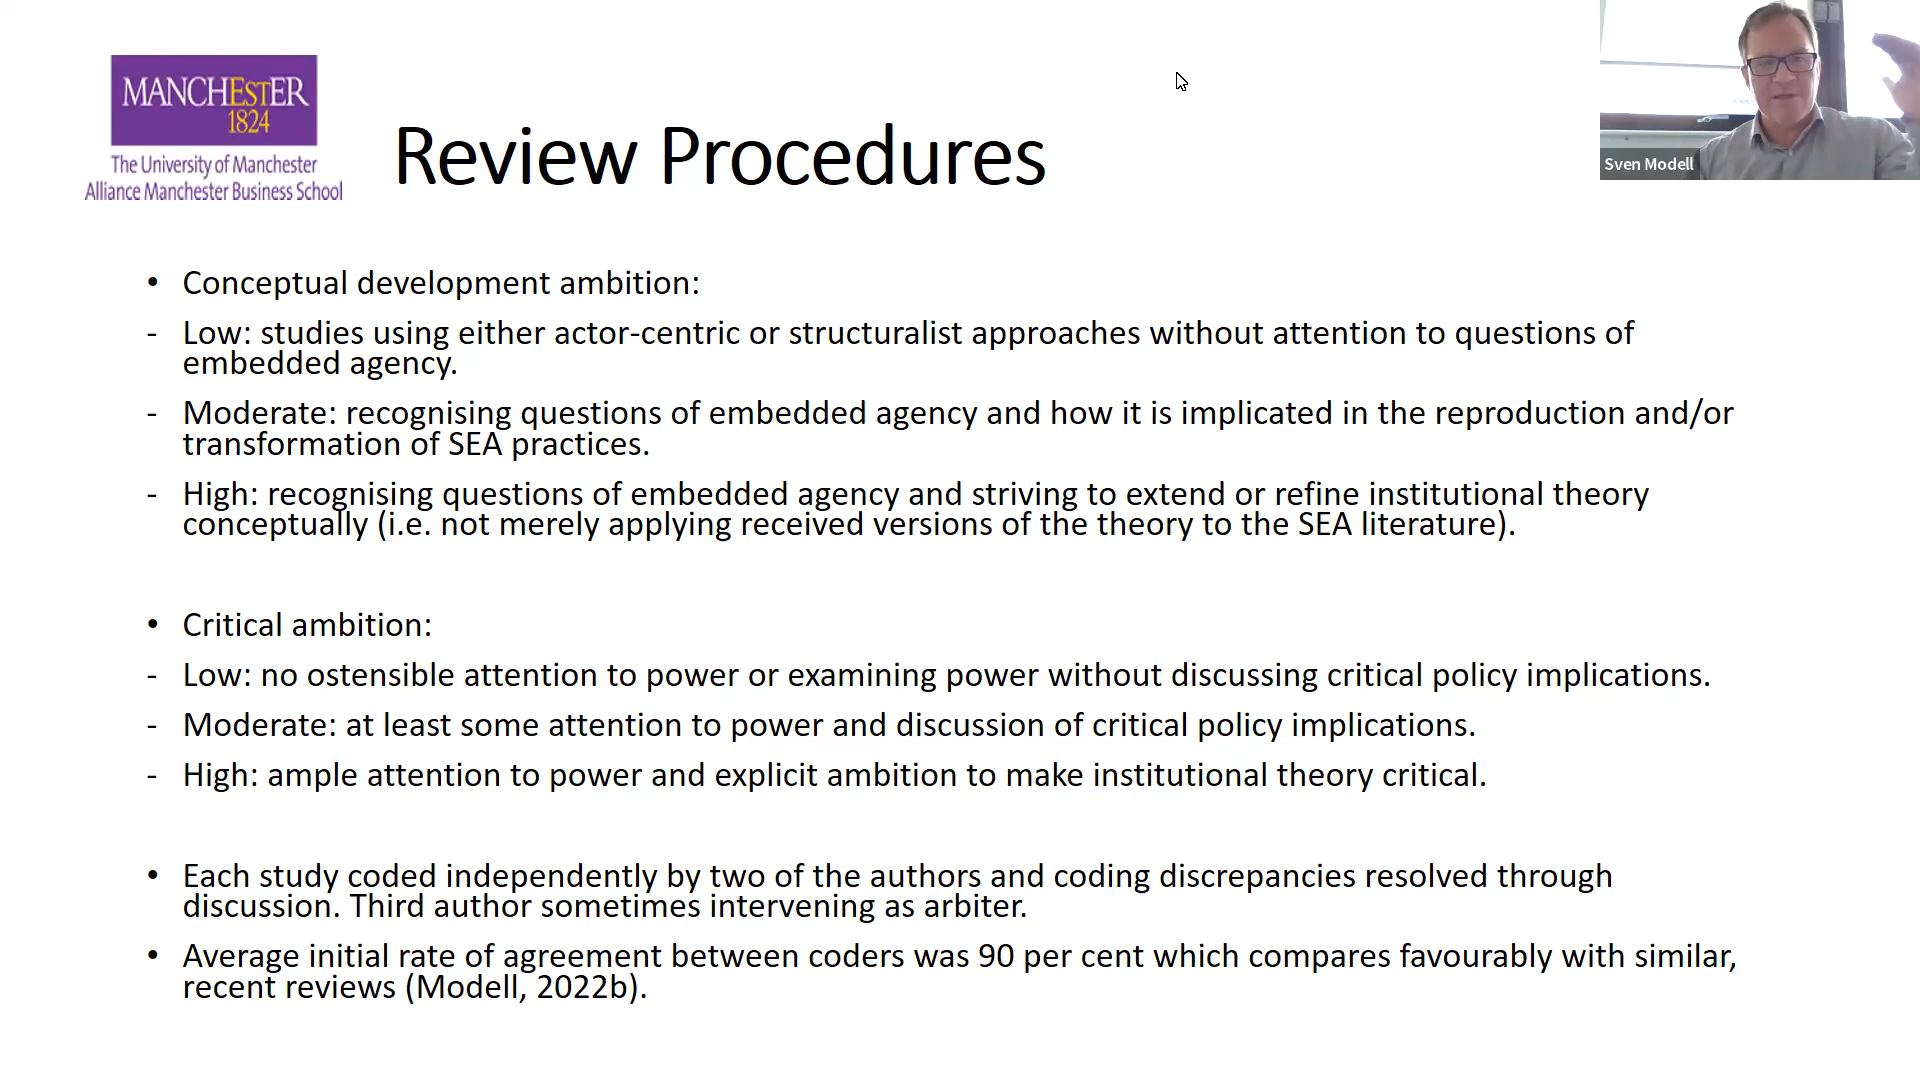 MANCHESTER
1824
The University of Manchester
Alliance Manchester Business School
Review Procedures
Sven Modell
• Conceptual development ambition:
- Low: studies using either actor-centric or structuralist approaches without attention to questions of
embedded agency.
- Moderate: recognising questions of embedded agency and how it is implicated in the reproduction and/or
transformation of SEA practices.
- High: recognising questions of embedded agency and striving to extend or refine institutional theory
conceptually (i.e. not merely applying received versions of the theory to the SEA literature).
• Critical ambition:
- Low: no ostensible attention to power or examining power without discussing critical policy implications.
- Moderate: at least some attention to power and discussion of critical policy implications.
- High: ample attention to power and explicit ambition to make institutional theory critical.
• Each study coded independently by two of the authors and coding discrepancies resolved through
discussion. Third author sometimes intervening as arbiter.
• Average initial rate of agreement between coders was 90 per cent which compares favourably with similar,
recent reviews (Modell, 2022b).